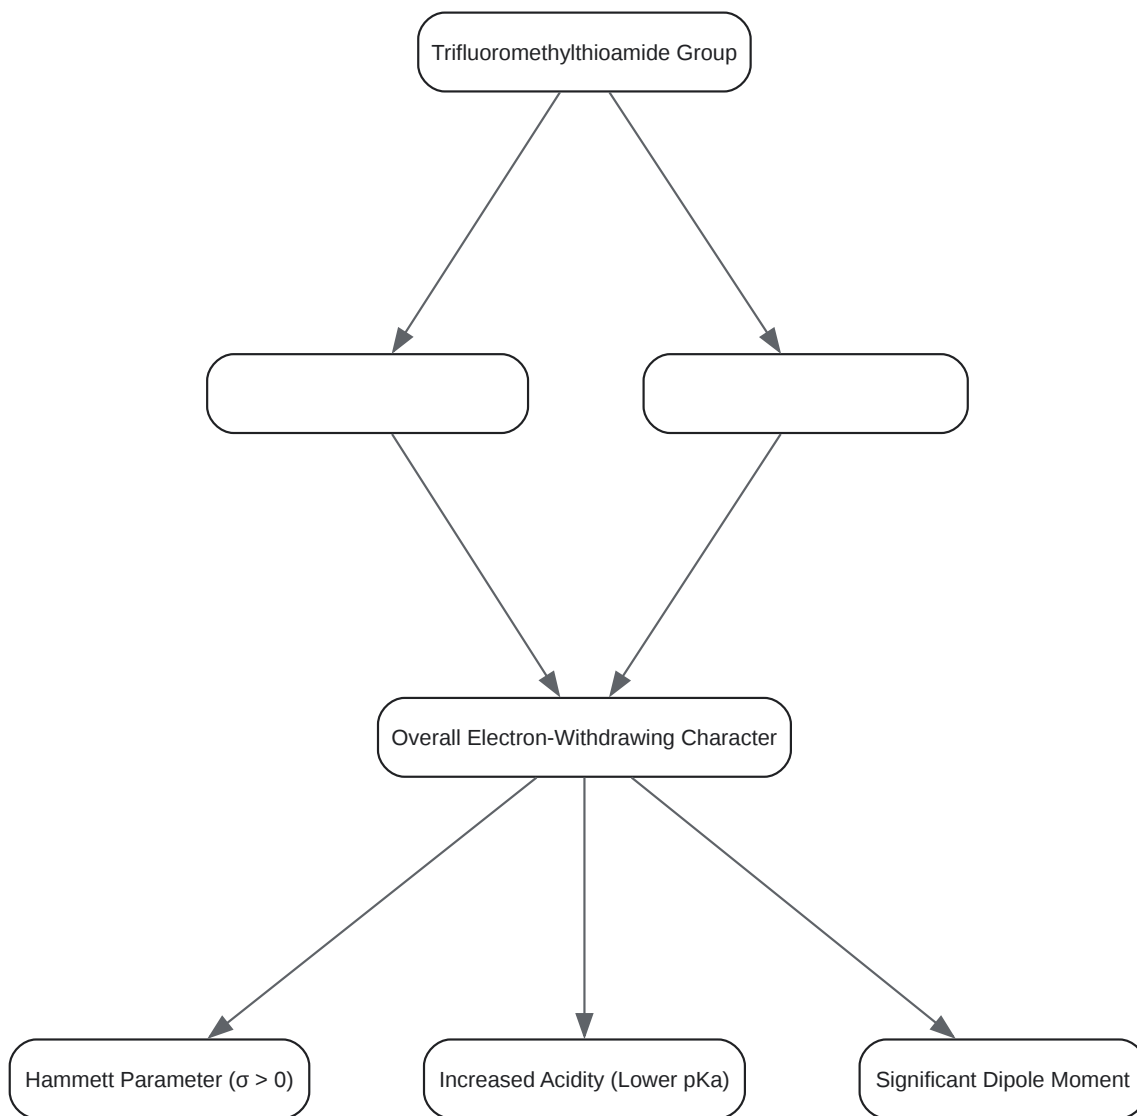 Trifluoromethylthioamide Group
Overall Electron-Withdrawing Character
Hammett Parameter (σ > 0)
Increased Acidity (Lower pKa)
Significant Dipole Moment